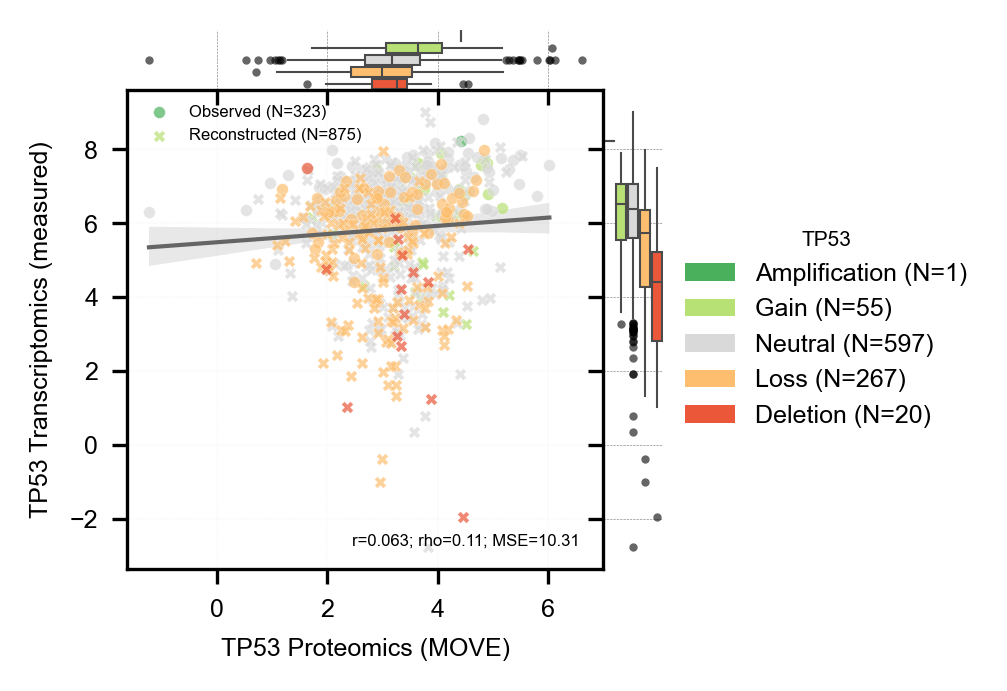 Observed (N=323)
Reconstructed (N=875)
8
6
4
2
0
−2
TP53 Transcriptomics (measured)
r=0.063; rho=0.11; MSE=10.31
0
2
4
6
TP53 Proteomics (MOVE)
TP53
Amplification (N=1)
Gain (N=55)
Neutral (N=597)
Loss (N=267)
Deletion (N=20)